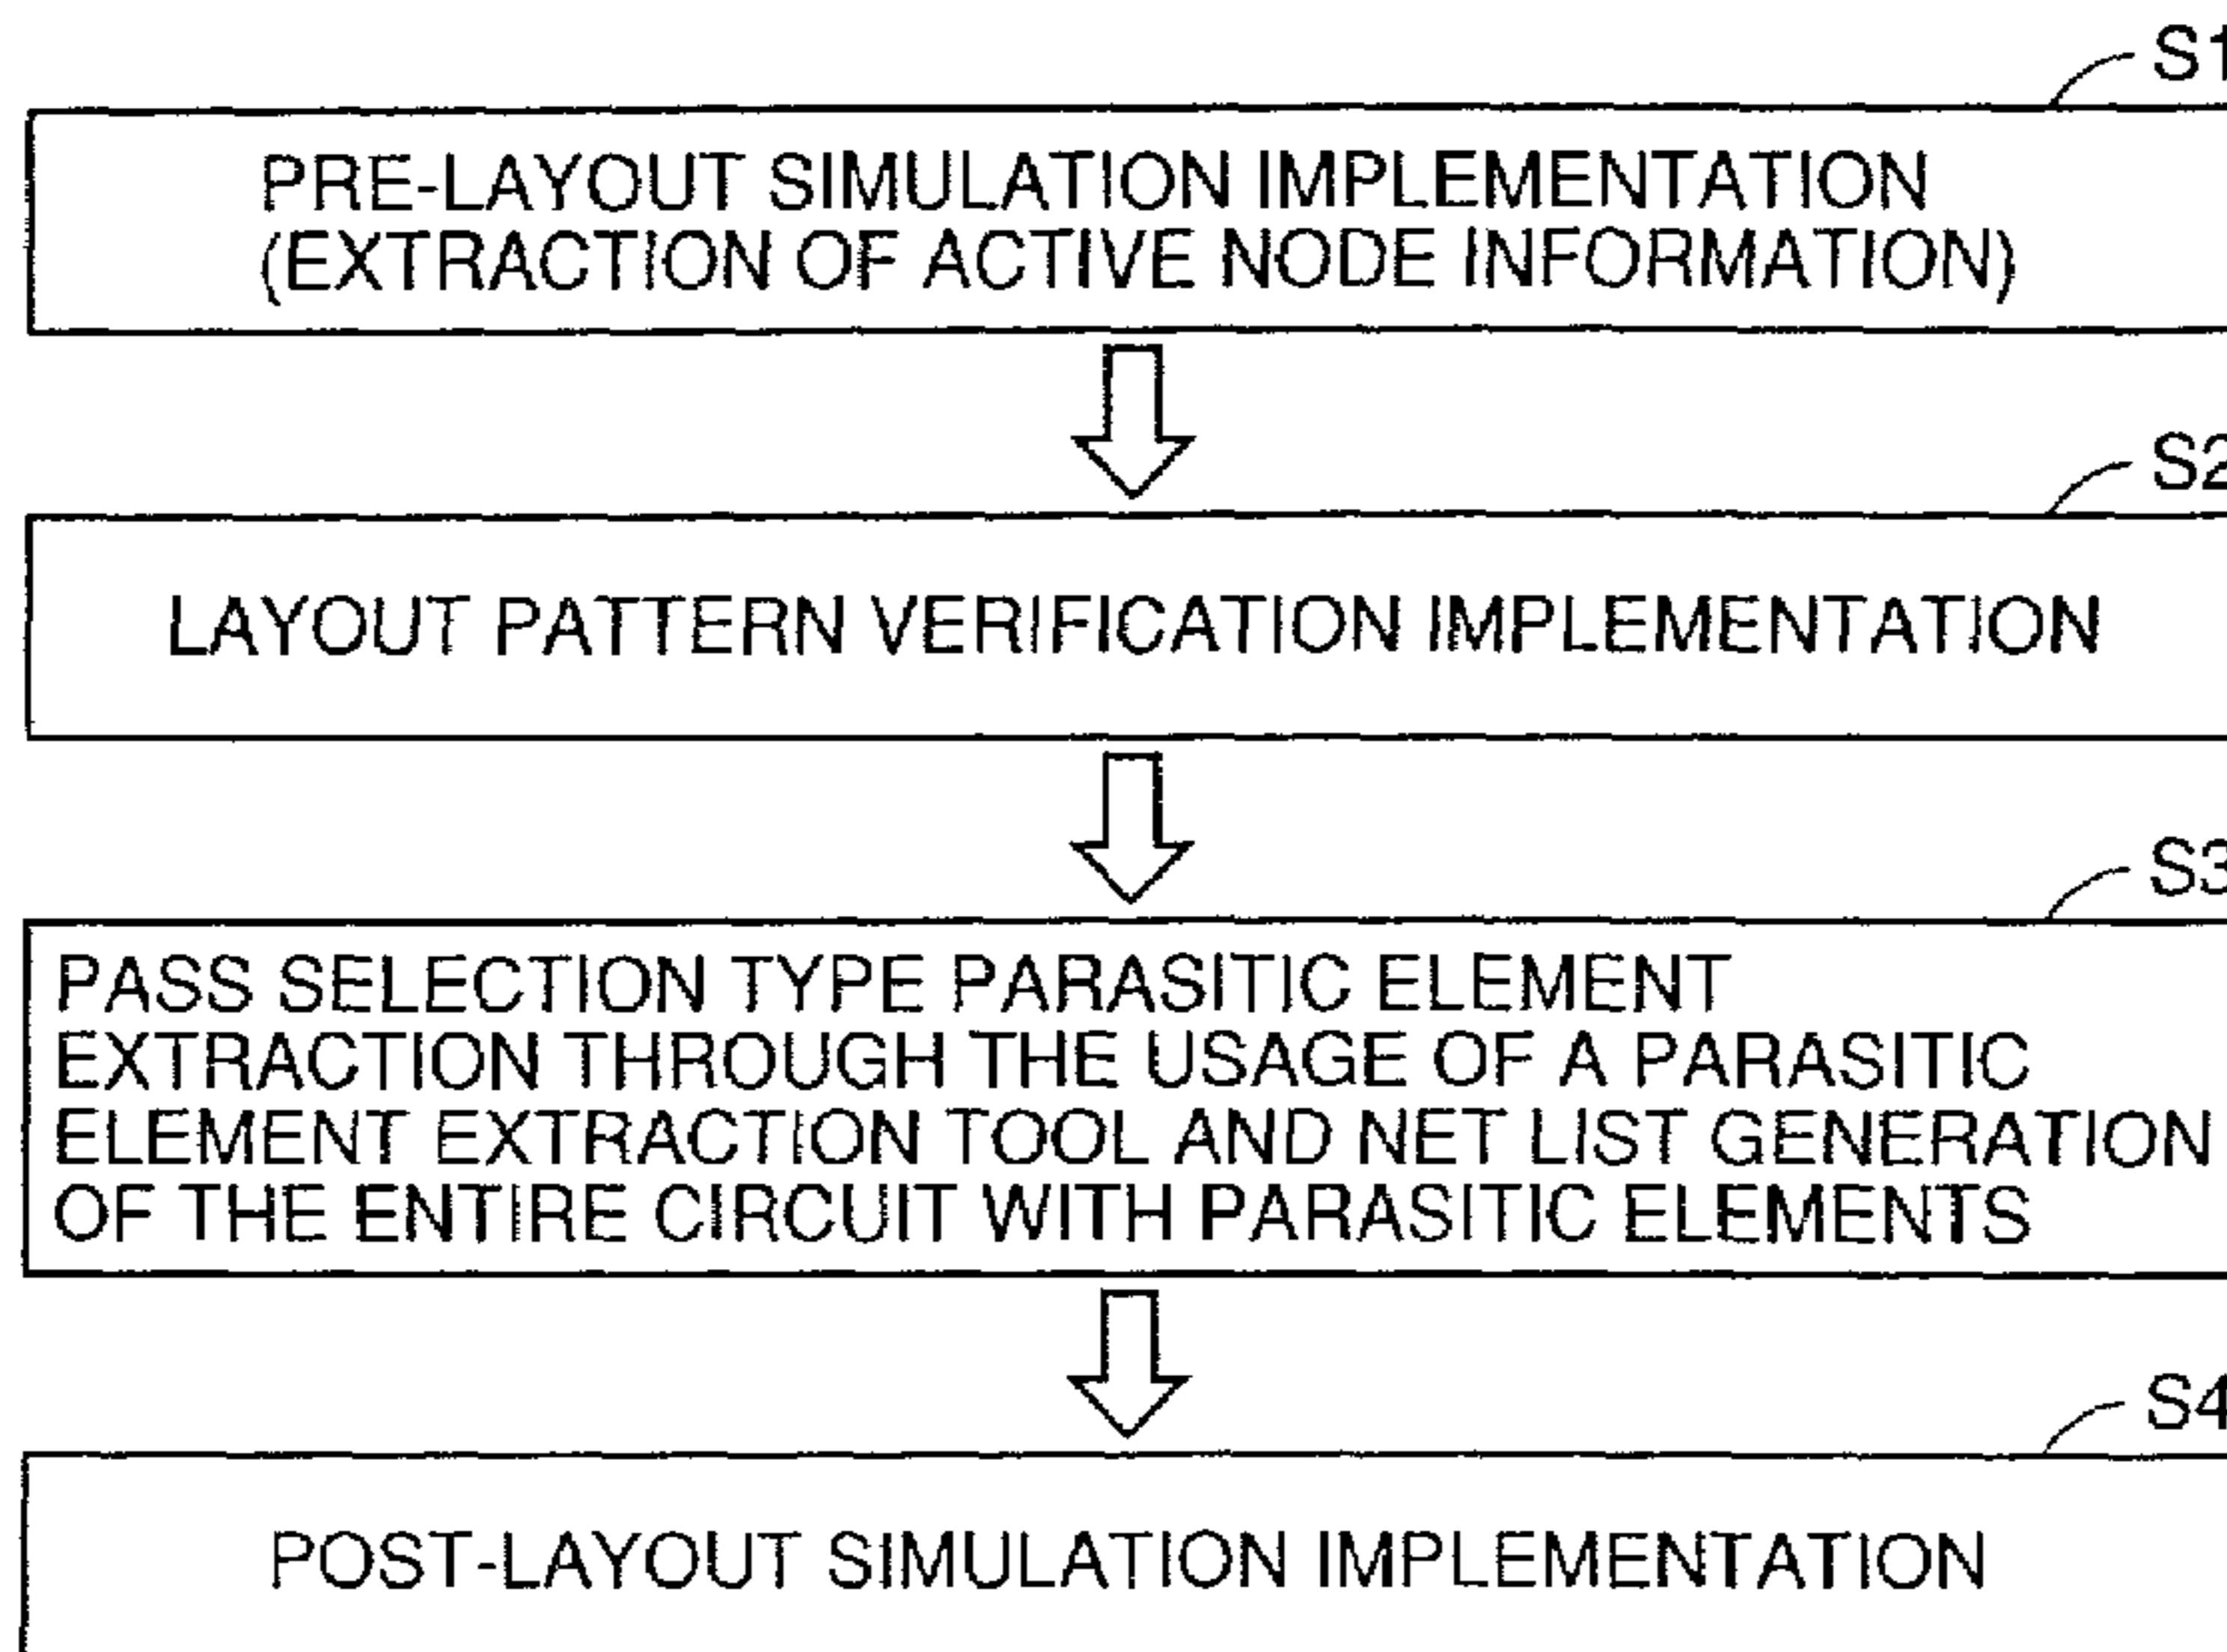 S1
PRE-LAYOUT SIMULATION IMPLEMENTATION
(EXTRACTION OF ACTIVE NODE INFORMATION)
S2
LAYOUT PATTERN VERIFICATION IMPLEMENTATION
S3
PASS SELECTION TYPE PARASITIC ELEMENT
EXTRACTION THROUGH THE USAGE OF A PARASITIC
ELEMENT EXTRACTION TOOL AND NET LIST GENERATION
OF THE ENTIRE CIRCUIT WITH PARASITIC ELEMENTS
S4
POST-LAYOUT SIMULATION IMPLEMENTATION